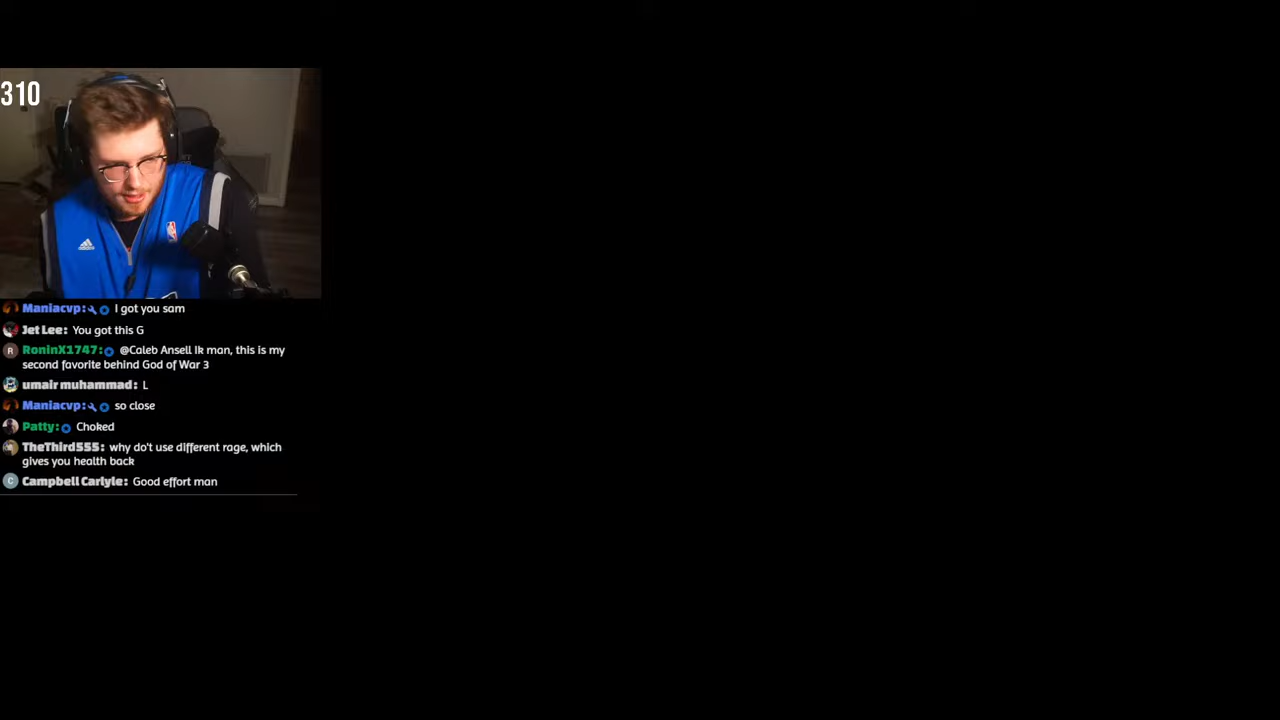 310
adidas
Maniacvp: I got you sam
Jet Lee: You got this G
R RoninX1747: @Caleb Ansell Ik man, this is my
second favorite behind God of War 3
umair muhammad: L
Maniacvp: so close
Patty: Choked
TheThird555: why do't use different rage, which
gives you health back
C Campbell Carlyle: Good effort man